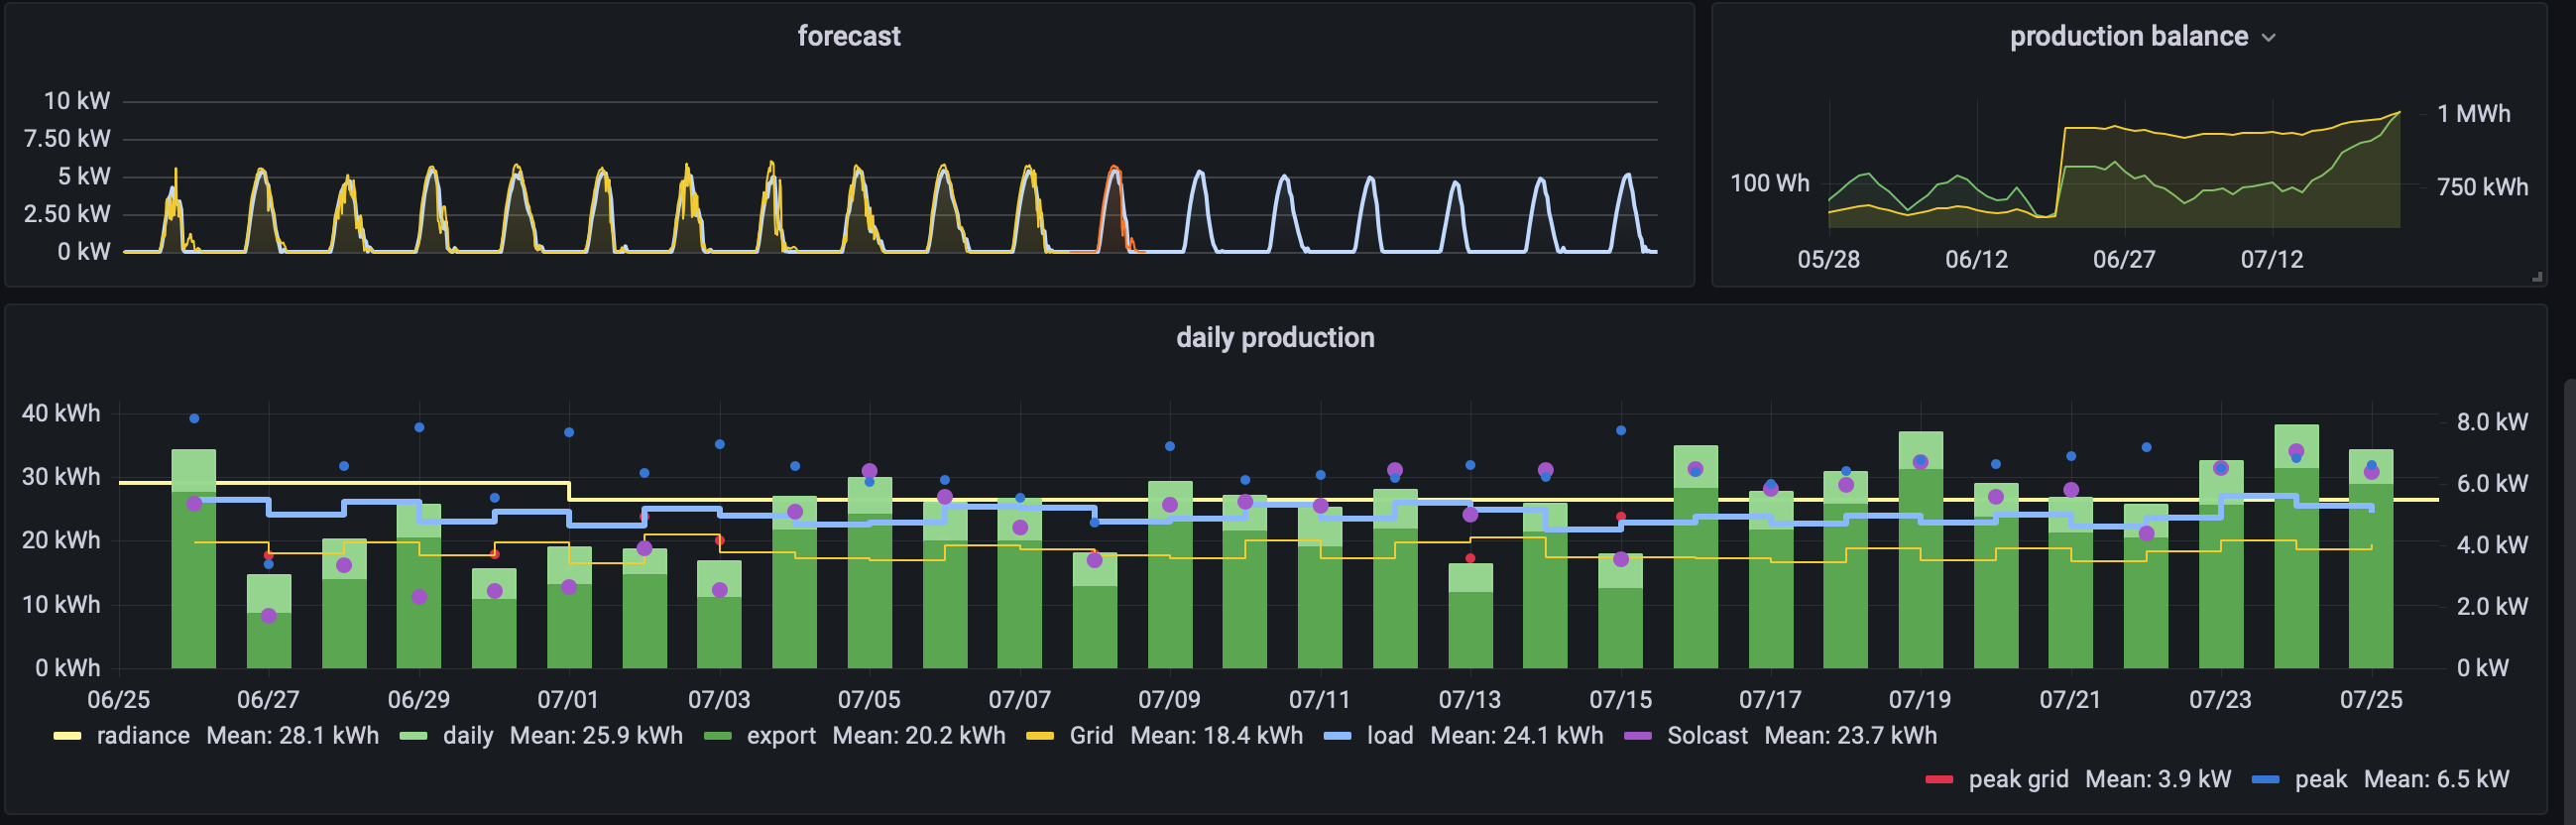 forecast
10 kW
7.50 kW
5 kW
2.50 kW
0 kW
production balance
100 Wh
1 MWh
750 kWh
05/28 06/12 06/27 07/12
daily production
40 kWh
30 kWh
20 kWh
10 kWh
0 kWh
8.0 kW
6.0 kW
4.0 kW
2.0 kW
0 kW
06/25 06/27 06/29 07/01 07/03 07/05 07/07 07/09 07/11 07/13 07/15 07/17 07/19 07/21 07/23 07/25
radiance Mean: 28.1 kWh daily Mean: 25.9 kWh export Mean: 20.2 kWh Grid Mean: 18.4 kWh load Mean: 24.1 kWh Solcast Mean: 23.7 kWh
peak grid Mean: 3.9 kW peak Mean: 6.5 kW